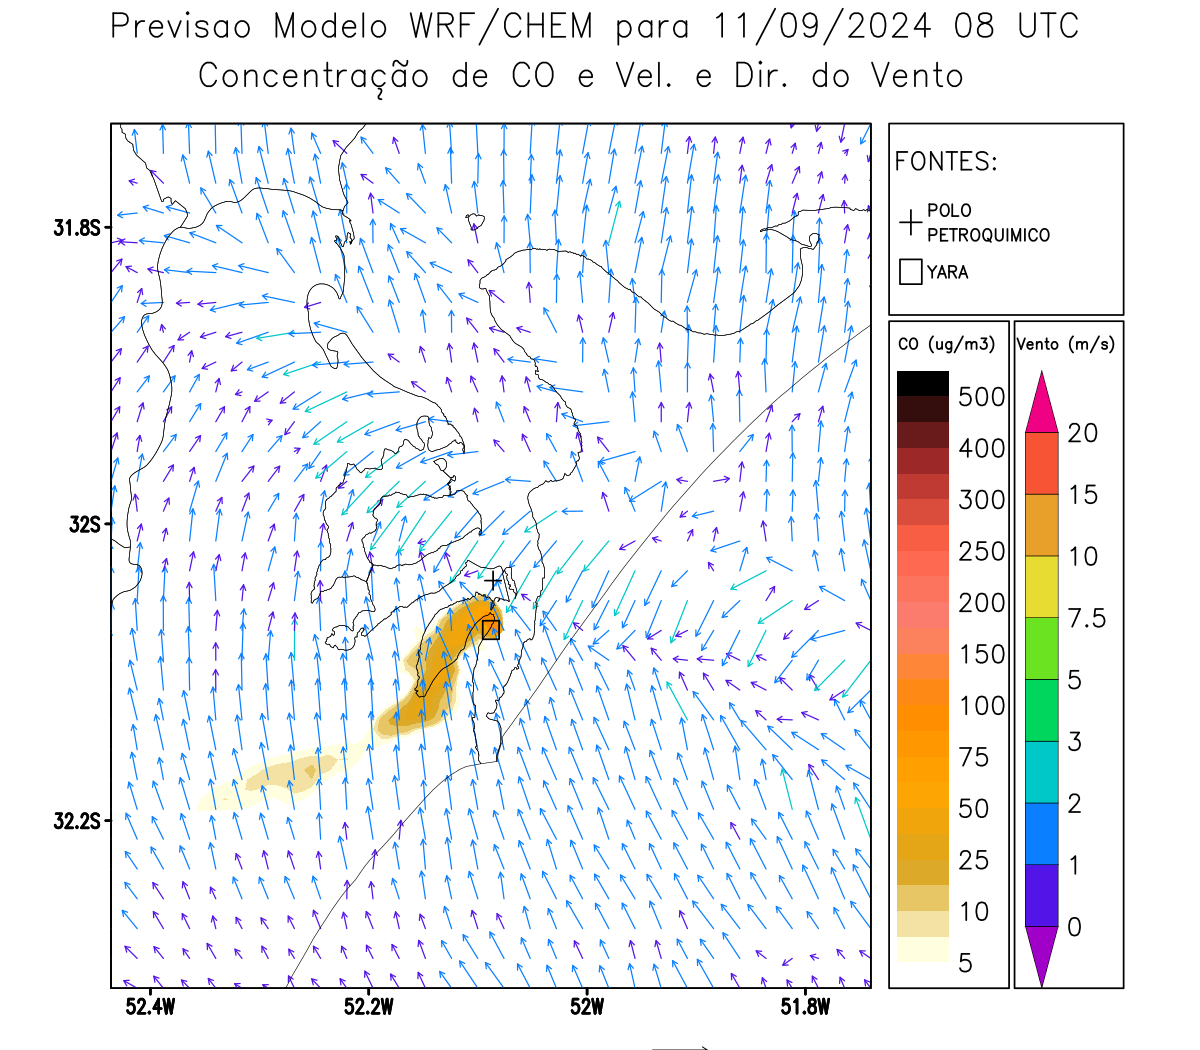 Previsao Modelo WRF/CHEM para 11/09/2024 08 UTC
Concentração de CO e Vel. e Dir. do Vento
FONTES:
POLO
PETROQUIMICO
YARA
31.8S
32S
32.2S
52.4W
52.2W
52W
51.8W
CO (ug/m3)
500
400
300
250
200
150
100
75
50
25
10
5
Vento (m/s)
20
15
10
7.5
5
3
2
1
0